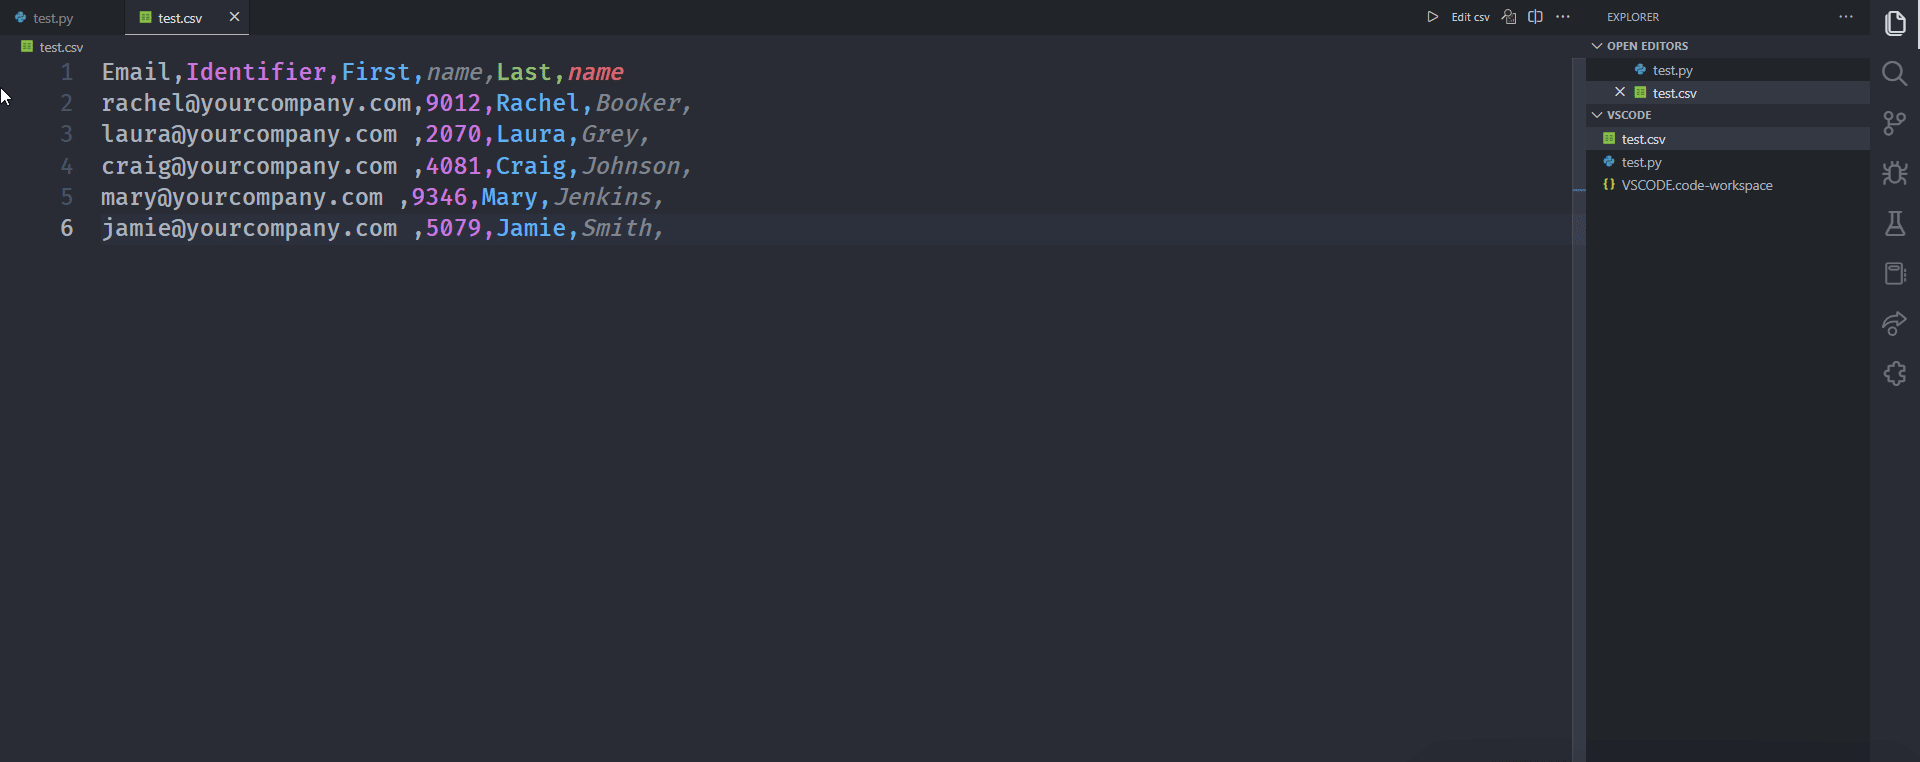 test.py
test.csv
Edit csv
EXPLORER
test.csv
1 Email,Identifier,First,name,Last,name
2 rachel@yourcompany.com,9012,Rachel,Booker,
3 laura@yourcompany.com ,2070,Laura,Grey,
4 craig@yourcompany.com ,4081,Craig,Johnson,
5 mary@yourcompany.com ,9346,Mary,Jenkins,
6 jamie@yourcompany.com ,5079,Jamie,Smith,
OPEN EDITORS
test.py
test.csv
VSCODE
test.csv
test.py
{} VSCODE.code-workspace